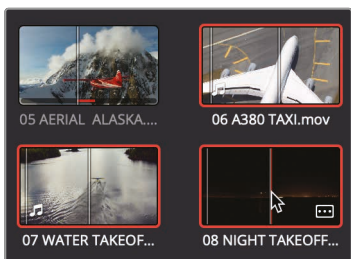 05 AERIAL ALASKA....
06 A380 TAXI.mov
07 WATER TAKEOF...
08 NIGHT TAKEOFF...